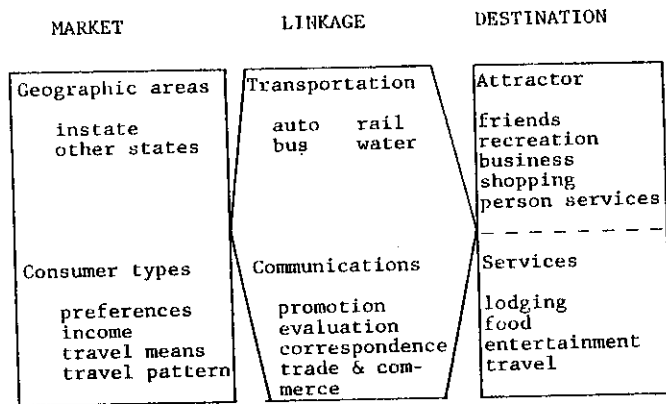 MARKET
LINKAGE
DESTINATION
Geographic areas
instate
other states
Consumer types
preferences
income
travel means
travel pattern
Transportation
auto rail
bus water
Communications
promotion
evaluation
correspondence
trade & com-
merce
Attractor
friends
recreation
business
shopping
person services
Services
lodging
food
entertainment
travel